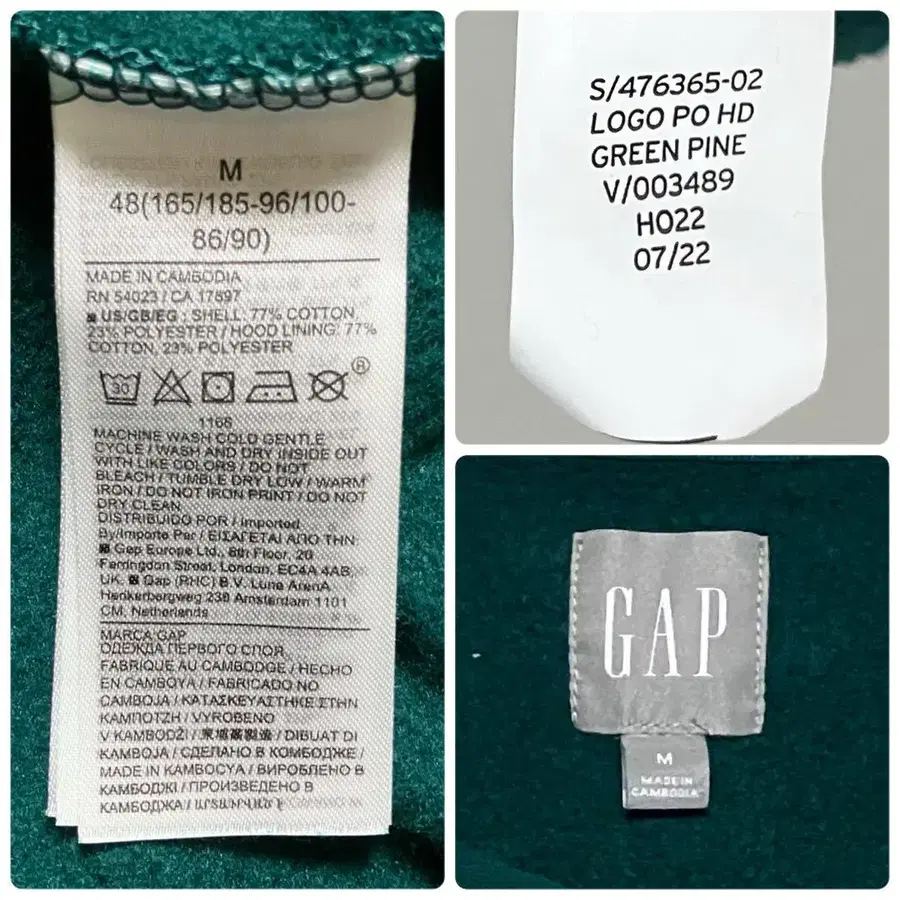 M
48(165/185-96/100-
86/90)
MADE IN CAMBODIA
RN 54023 / CA 17897
US/GB/EG : SHELL: 77% COTTON,
23% POLYESTER / HOOD LINING: 77%
COTTON, 23% POLYESTER
30
®
1168
MACHINE WASH COLD GENTLE
CYCLE / WASH AND DRY INSIDE OUT
WITH LIKE COLORS / DO NOT
BLEACH / TUMBLE DRY LOW / WARM
IRON / DO NOT IRON PRINT / DO NOT
DRY CLEAN
DISTRIBUIDO POR / Imported
By/Importe Par / ΕΙΣΑΓΕΤΑΙ ΑΠΟ ΤΗΝ:
Gap Europe Ltd., 8th Floor, 20
Farringdon Street, London, EC4A 4AB,
UK. Gap (RHC) B.V. Luna ArenA
Herikerbergweg 238 Amsterdam 1101
CM, Netherlands
MARCA GAP
ОДЕЖДА ПЕРВОГО СЛОЯ
FABRIQUE AU CAMBODGE / HECHO
EN CAMBOYA / FABRICADO NO
CAMBOJA / ΚΑΤΑΣΚΕΥΑΣΤΗΚΕ ΣΤΗΝ
ΚΑΜΠΟΤΖΗ / VYROBENO
V KAMBODŽI / 柬埔寨製造 / DIBUAT DI
KAMBOJA / СДЕЛАНО В КОМБОДЖЕ /
MADE IN KAMBOÇYA / ВИРОБЛЕНО В
КАМБОДЖІ / ПРОИЗВЕДЕНО В
КАМБОДЖА /
S/476365-02
LOGO PO HD
GREEN PINE
V/003489
HO22
07/22
GAP
M
MADE IN
CAMBODIA